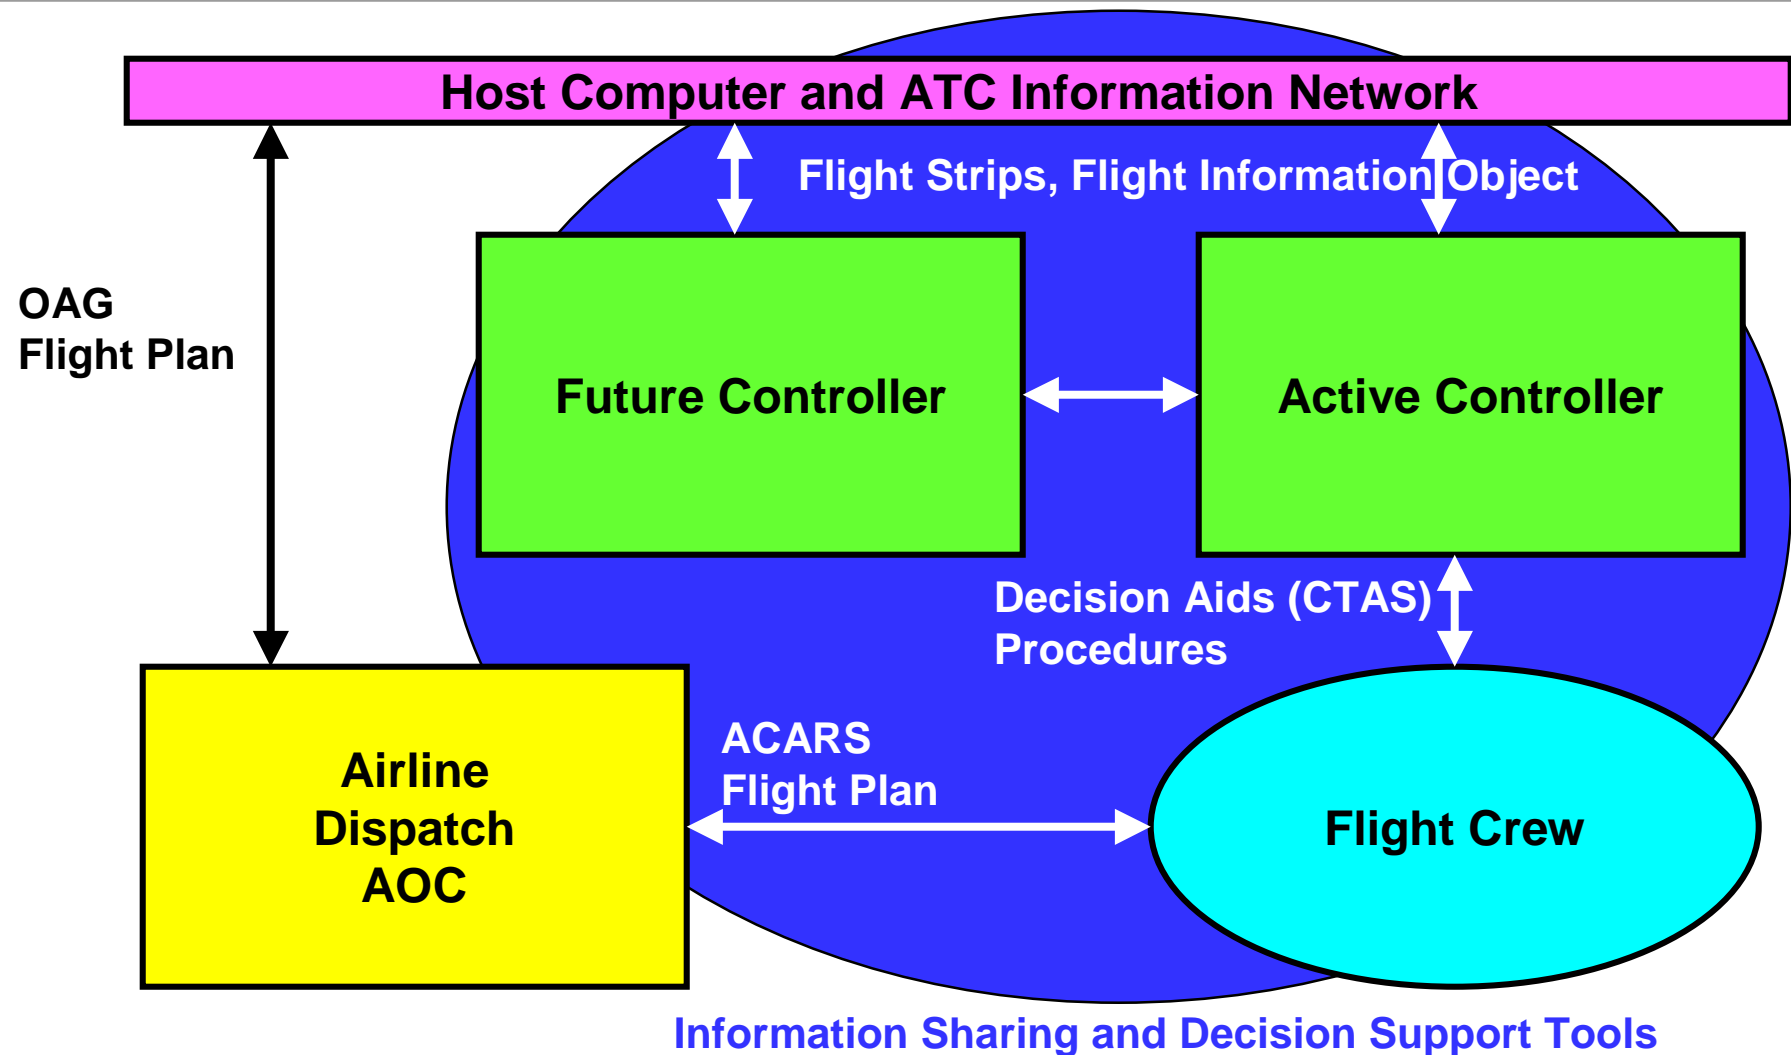 Host Computer and ATC Information Network
Flight Strips, Flight Information Object
OAG
Flight Plan
Future Controller
Active Controller
Decision Aids (CTAS)
Procedures
ACARS
Flight Plan
Airline
Dispatch
AOC
Flight Crew
Information Sharing and Decision Support Tools